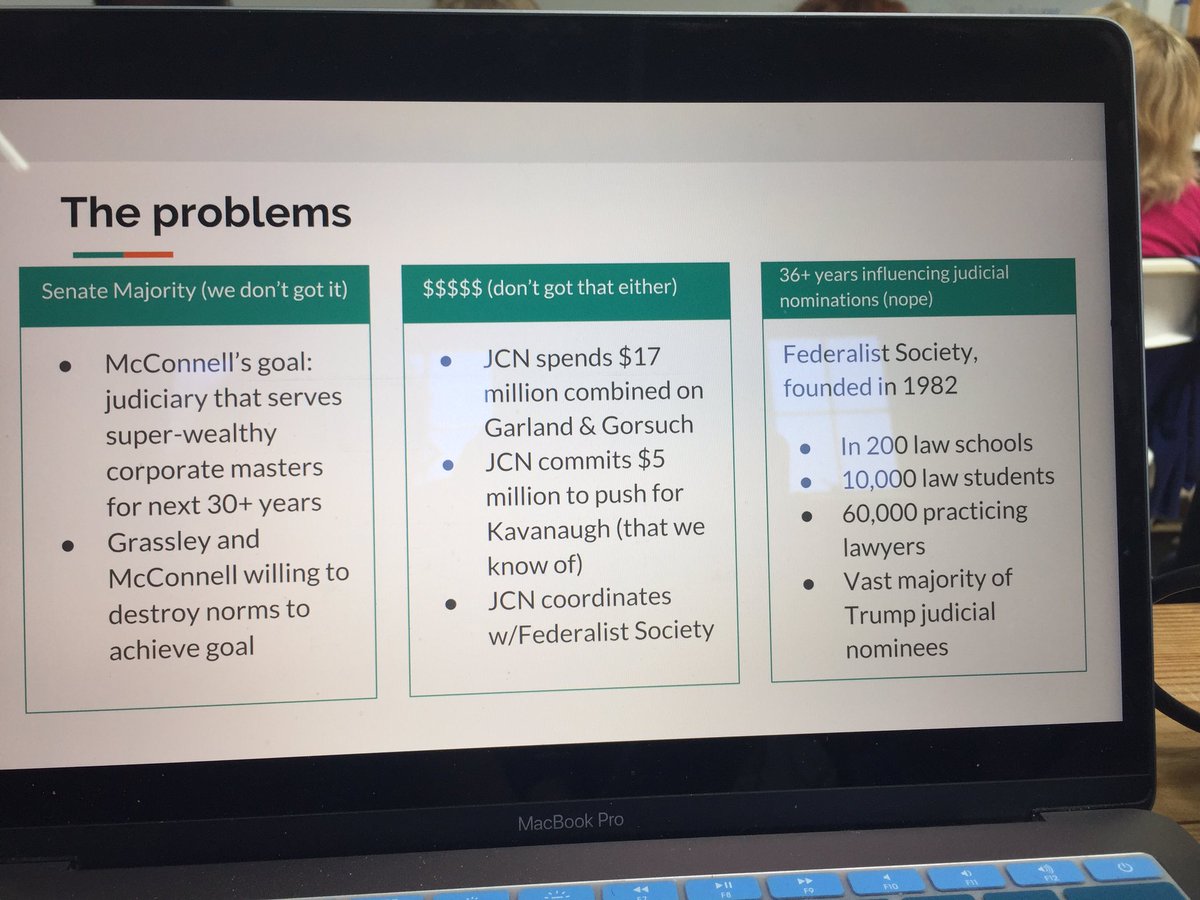 The problems
Senate Majority (we don't got it)
● McConnell's goal:
judiciary that serves
super-wealthy
corporate masters
for next 30+ years
● Grassley and
McConnell willing to
destroy norms to
achieve goal
$$$$$ (don't got that either)
● JCN spends $17
million combined on
Garland & Gorsuch
● JCN commits $5
million to push for
Kavanaugh (that we
know of)
● JCN coordinates
w/Federalist Society
36+ years influencing judicial
nominations (nope)
Federalist Society,
founded in 1982
● In 200 law schools
● 10,000 law students
● 60,000 practicing
lawyers
● Vast majority of
Trump judicial
nominees
MacBook Pro
F7 F8 F9 F10 F11 F12